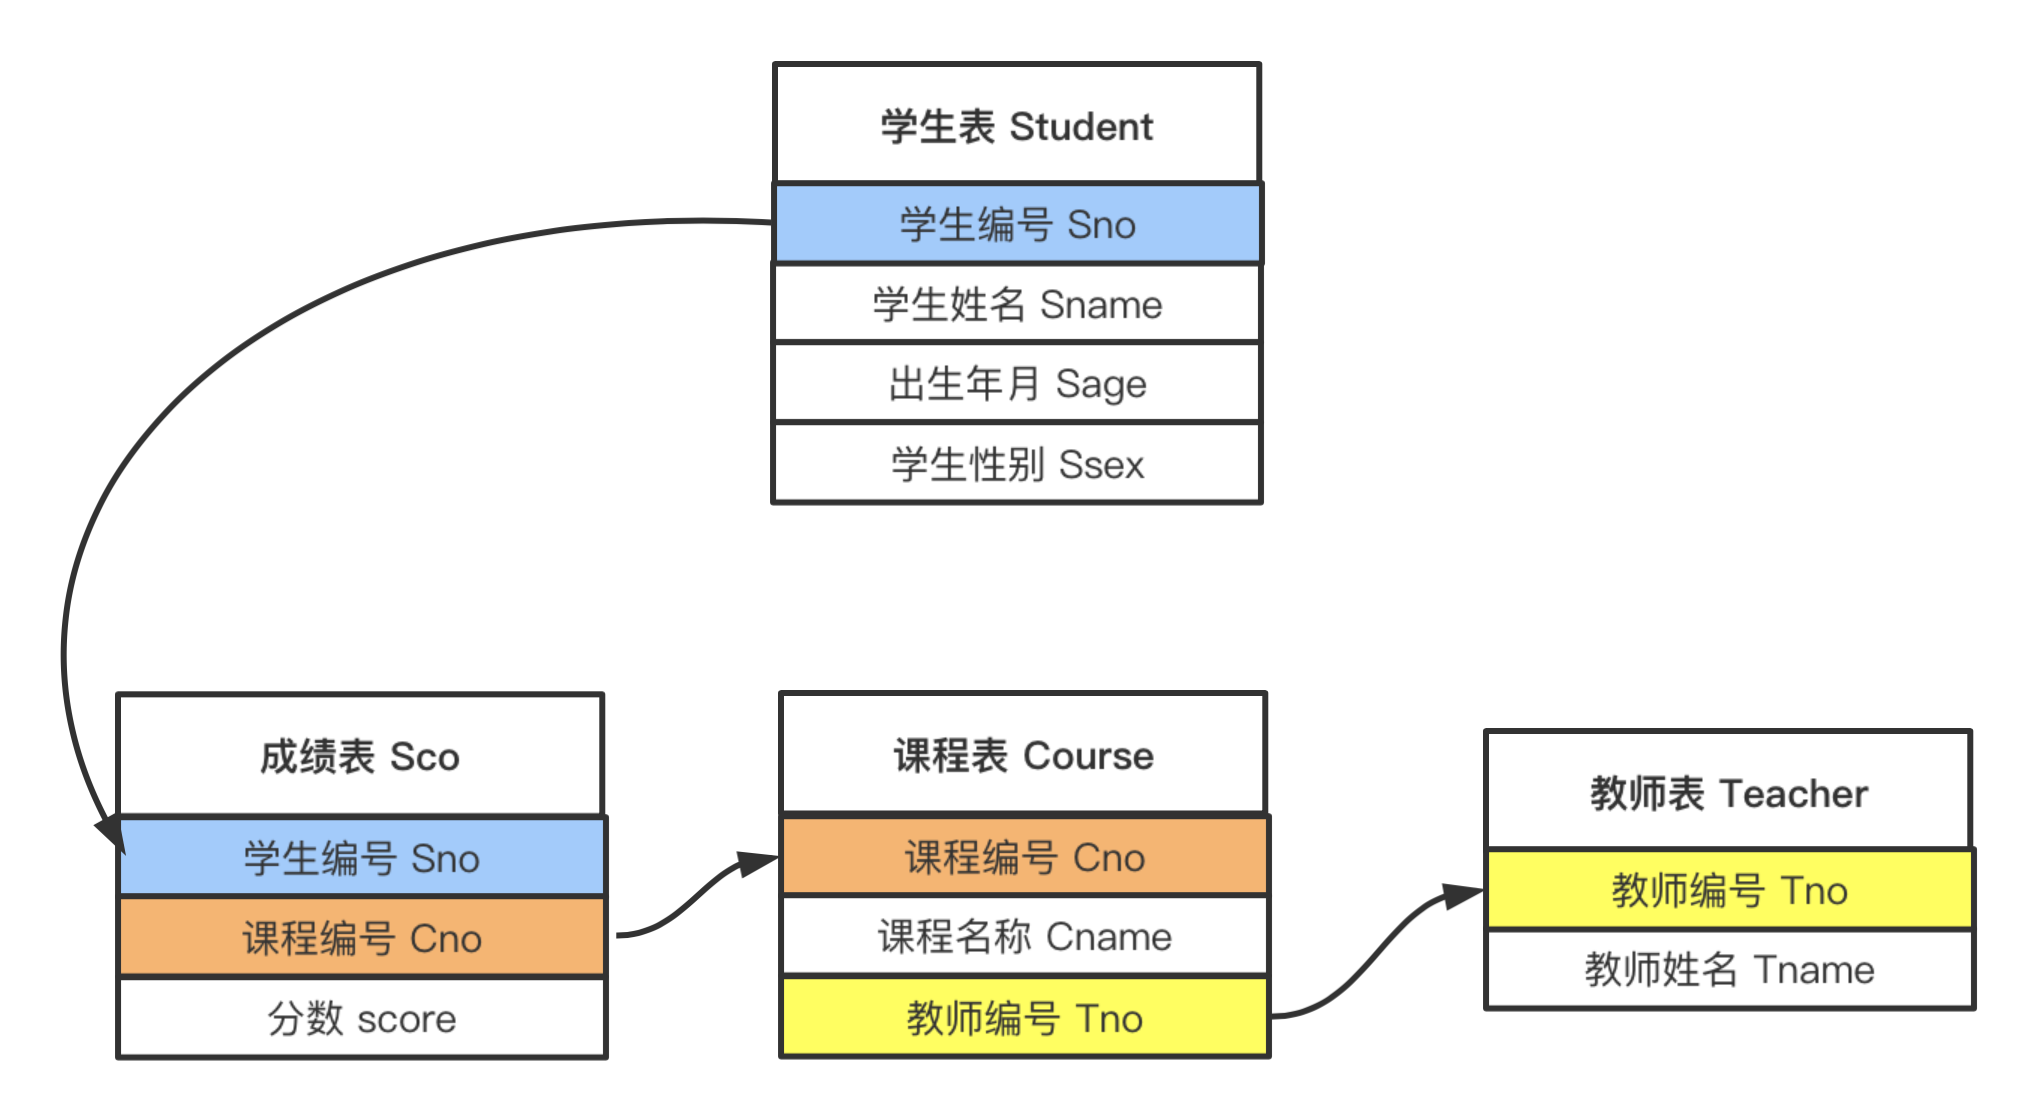 学生表 Student
学生编号 Sno
学生姓名 Sname
出生年月 Sage
学生性别 Ssex
成绩表 Sco
学生编号 Sno
课程编号 Cno
分数 score
课程表 Course
课程编号 Cno
课程名称 Cname
教师编号 Tno
教师表 Teacher
教师编号 Tno
教师姓名 Tname